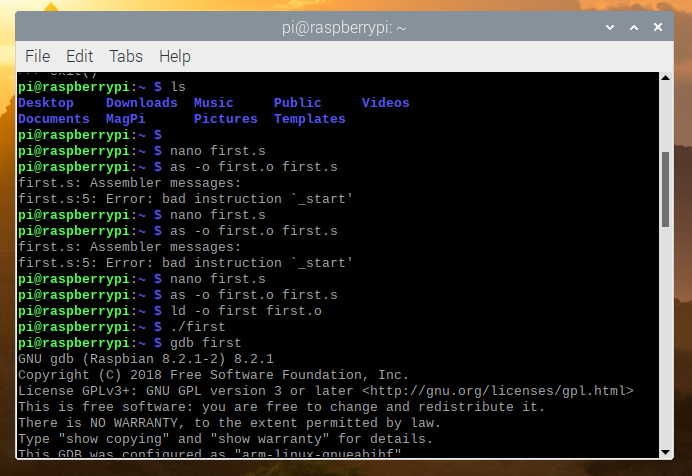 pi@raspberrypi: ~
File Edit Tabs Help
>>> exit()
pi@raspberrypi:~ $ ls
Desktop    Downloads  Music     Public     Videos
Documents  MagPi      Pictures  Templates
pi@raspberrypi:~ $
pi@raspberrypi:~ $ nano first.s
pi@raspberrypi:~ $ as -o first.o first.s
first.s: Assembler messages:
first.s:5: Error: bad instruction `_start'
pi@raspberrypi:~ $ nano first.s
pi@raspberrypi:~ $ as -o first.o first.s
first.s: Assembler messages:
first.s:5: Error: bad instruction `_start'
pi@raspberrypi:~ $ nano first.s
pi@raspberrypi:~ $ as -o first.o first.s
pi@raspberrypi:~ $ ld -o first first.o
pi@raspberrypi:~ $ ./first
pi@raspberrypi:~ $ gdb first
GNU gdb (Raspbian 8.2.1-2) 8.2.1
Copyright (C) 2018 Free Software Foundation, Inc.
License GPLv3+: GNU GPL version 3 or later <http://gnu.org/licenses/gpl.html>
This is free software: you are free to change and redistribute it.
There is NO WARRANTY, to the extent permitted by law.
Type "show copying" and "show warranty" for details.
This GDB was configured as "arm-linux-gnueabihf"